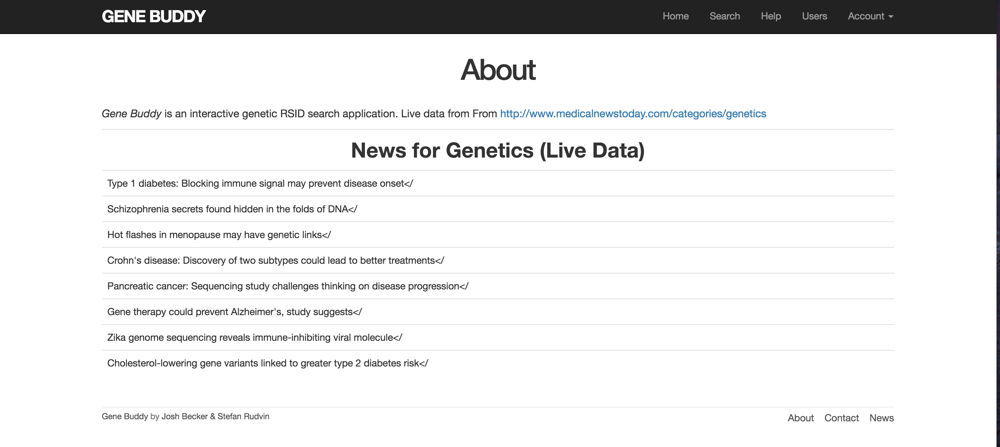 GENE BUDDY
Home Search Help Users Account
About
Gene Buddy is an interactive genetic RSID search application. Live data from From http://www.medicalnewstoday.com/categories/genetics
News for Genetics (Live Data)
Type 1 diabetes: Blocking immune signal may prevent disease onset</
Schizophrenia secrets found hidden in the folds of DNA</
Hot flashes in menopause may have genetic links</
Crohn's disease: Discovery of two subtypes could lead to better treatments</
Pancreatic cancer: Sequencing study challenges thinking on disease progression</
Gene therapy could prevent Alzheimer's, study suggests</
Zika genome sequencing reveals immune-inhibiting viral molecule</
Cholesterol-lowering gene variants linked to greater type 2 diabetes risk</
Gene Buddy by Josh Becker & Stefan Rudvin
About Contact News